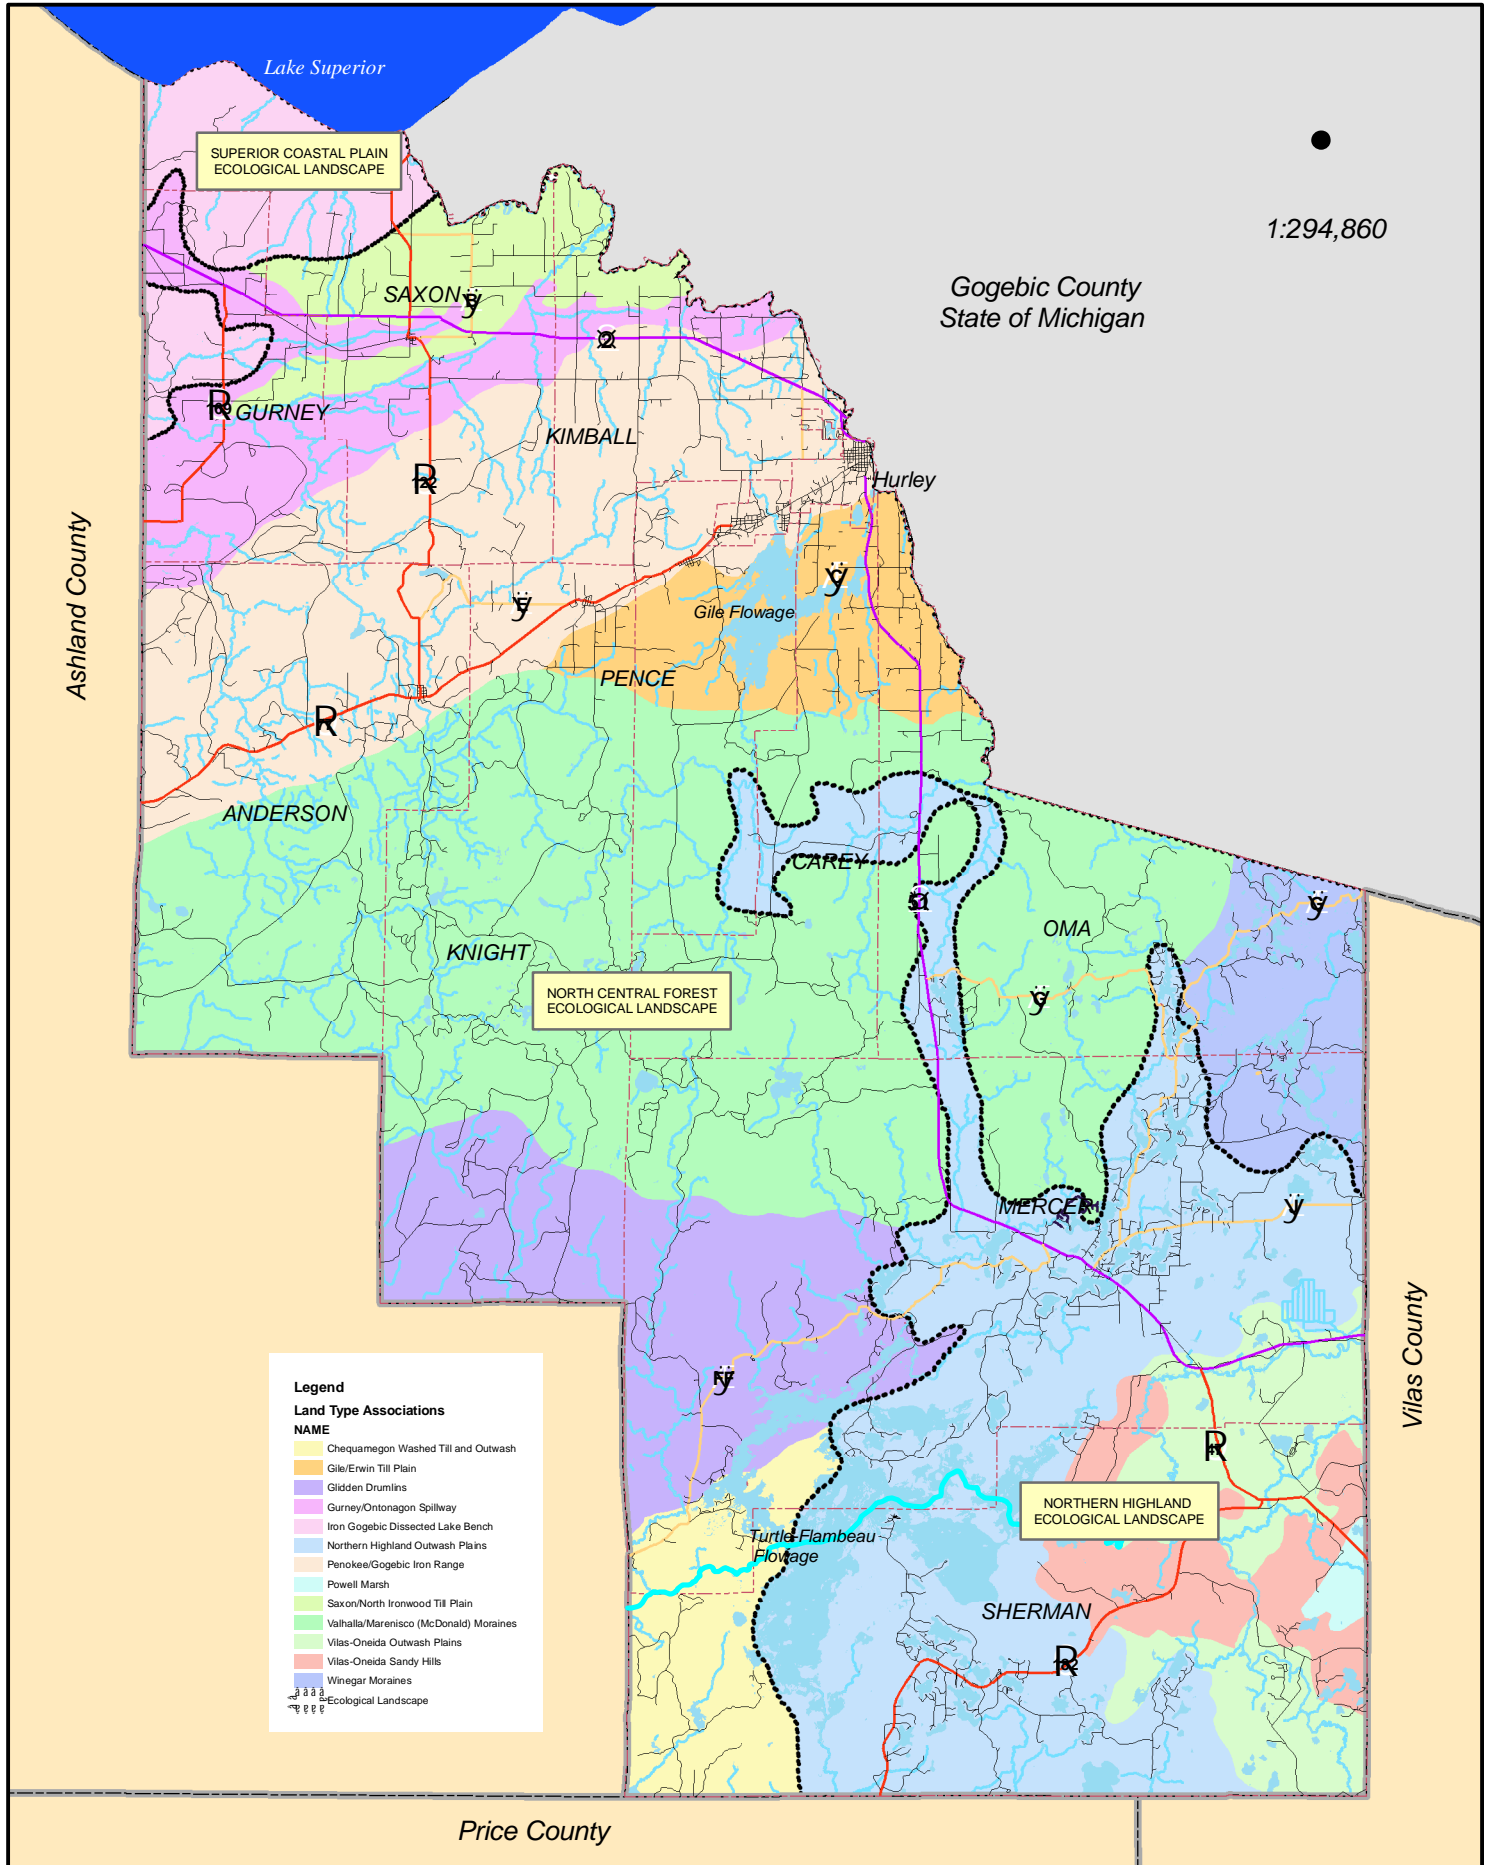 Lake Superior
SUPERIOR COASTAL PLAIN
ECOLOGICAL LANDSCAPE
1:294,860
Gogebic County
State of Michigan
SAXON
GURNEY
KIMBALL
Hurley
Ashland County
Gile Flowage
PENCE
ANDERSON
CAREY
KNIGHT
OMA
NORTH CENTRAL FOREST
ECOLOGICAL LANDSCAPE
MERCER
Vilas County
Legend
Land Type Associations
NAME
Chequamegon Washed Till and Outwash
Gile/Erwin Till Plain
Glidden Drumlins
Gurney/Ontonagon Spillway
Iron Gogebic Dissected Lake Bench
Northern Highland Outwash Plains
Penokee/Gogebic Iron Range
Powell Marsh
Saxon/North Ironwood Till Plain
Valhalla/Marenisco (McDonald) Moraines
Vilas-Oneida Outwash Plains
Vilas-Oneida Sandy Hills
Winegar Moraines
Ecological Landscape
NORTHERN HIGHLAND
ECOLOGICAL LANDSCAPE
Turtle-Flambeau
Flowage
SHERMAN
Price County